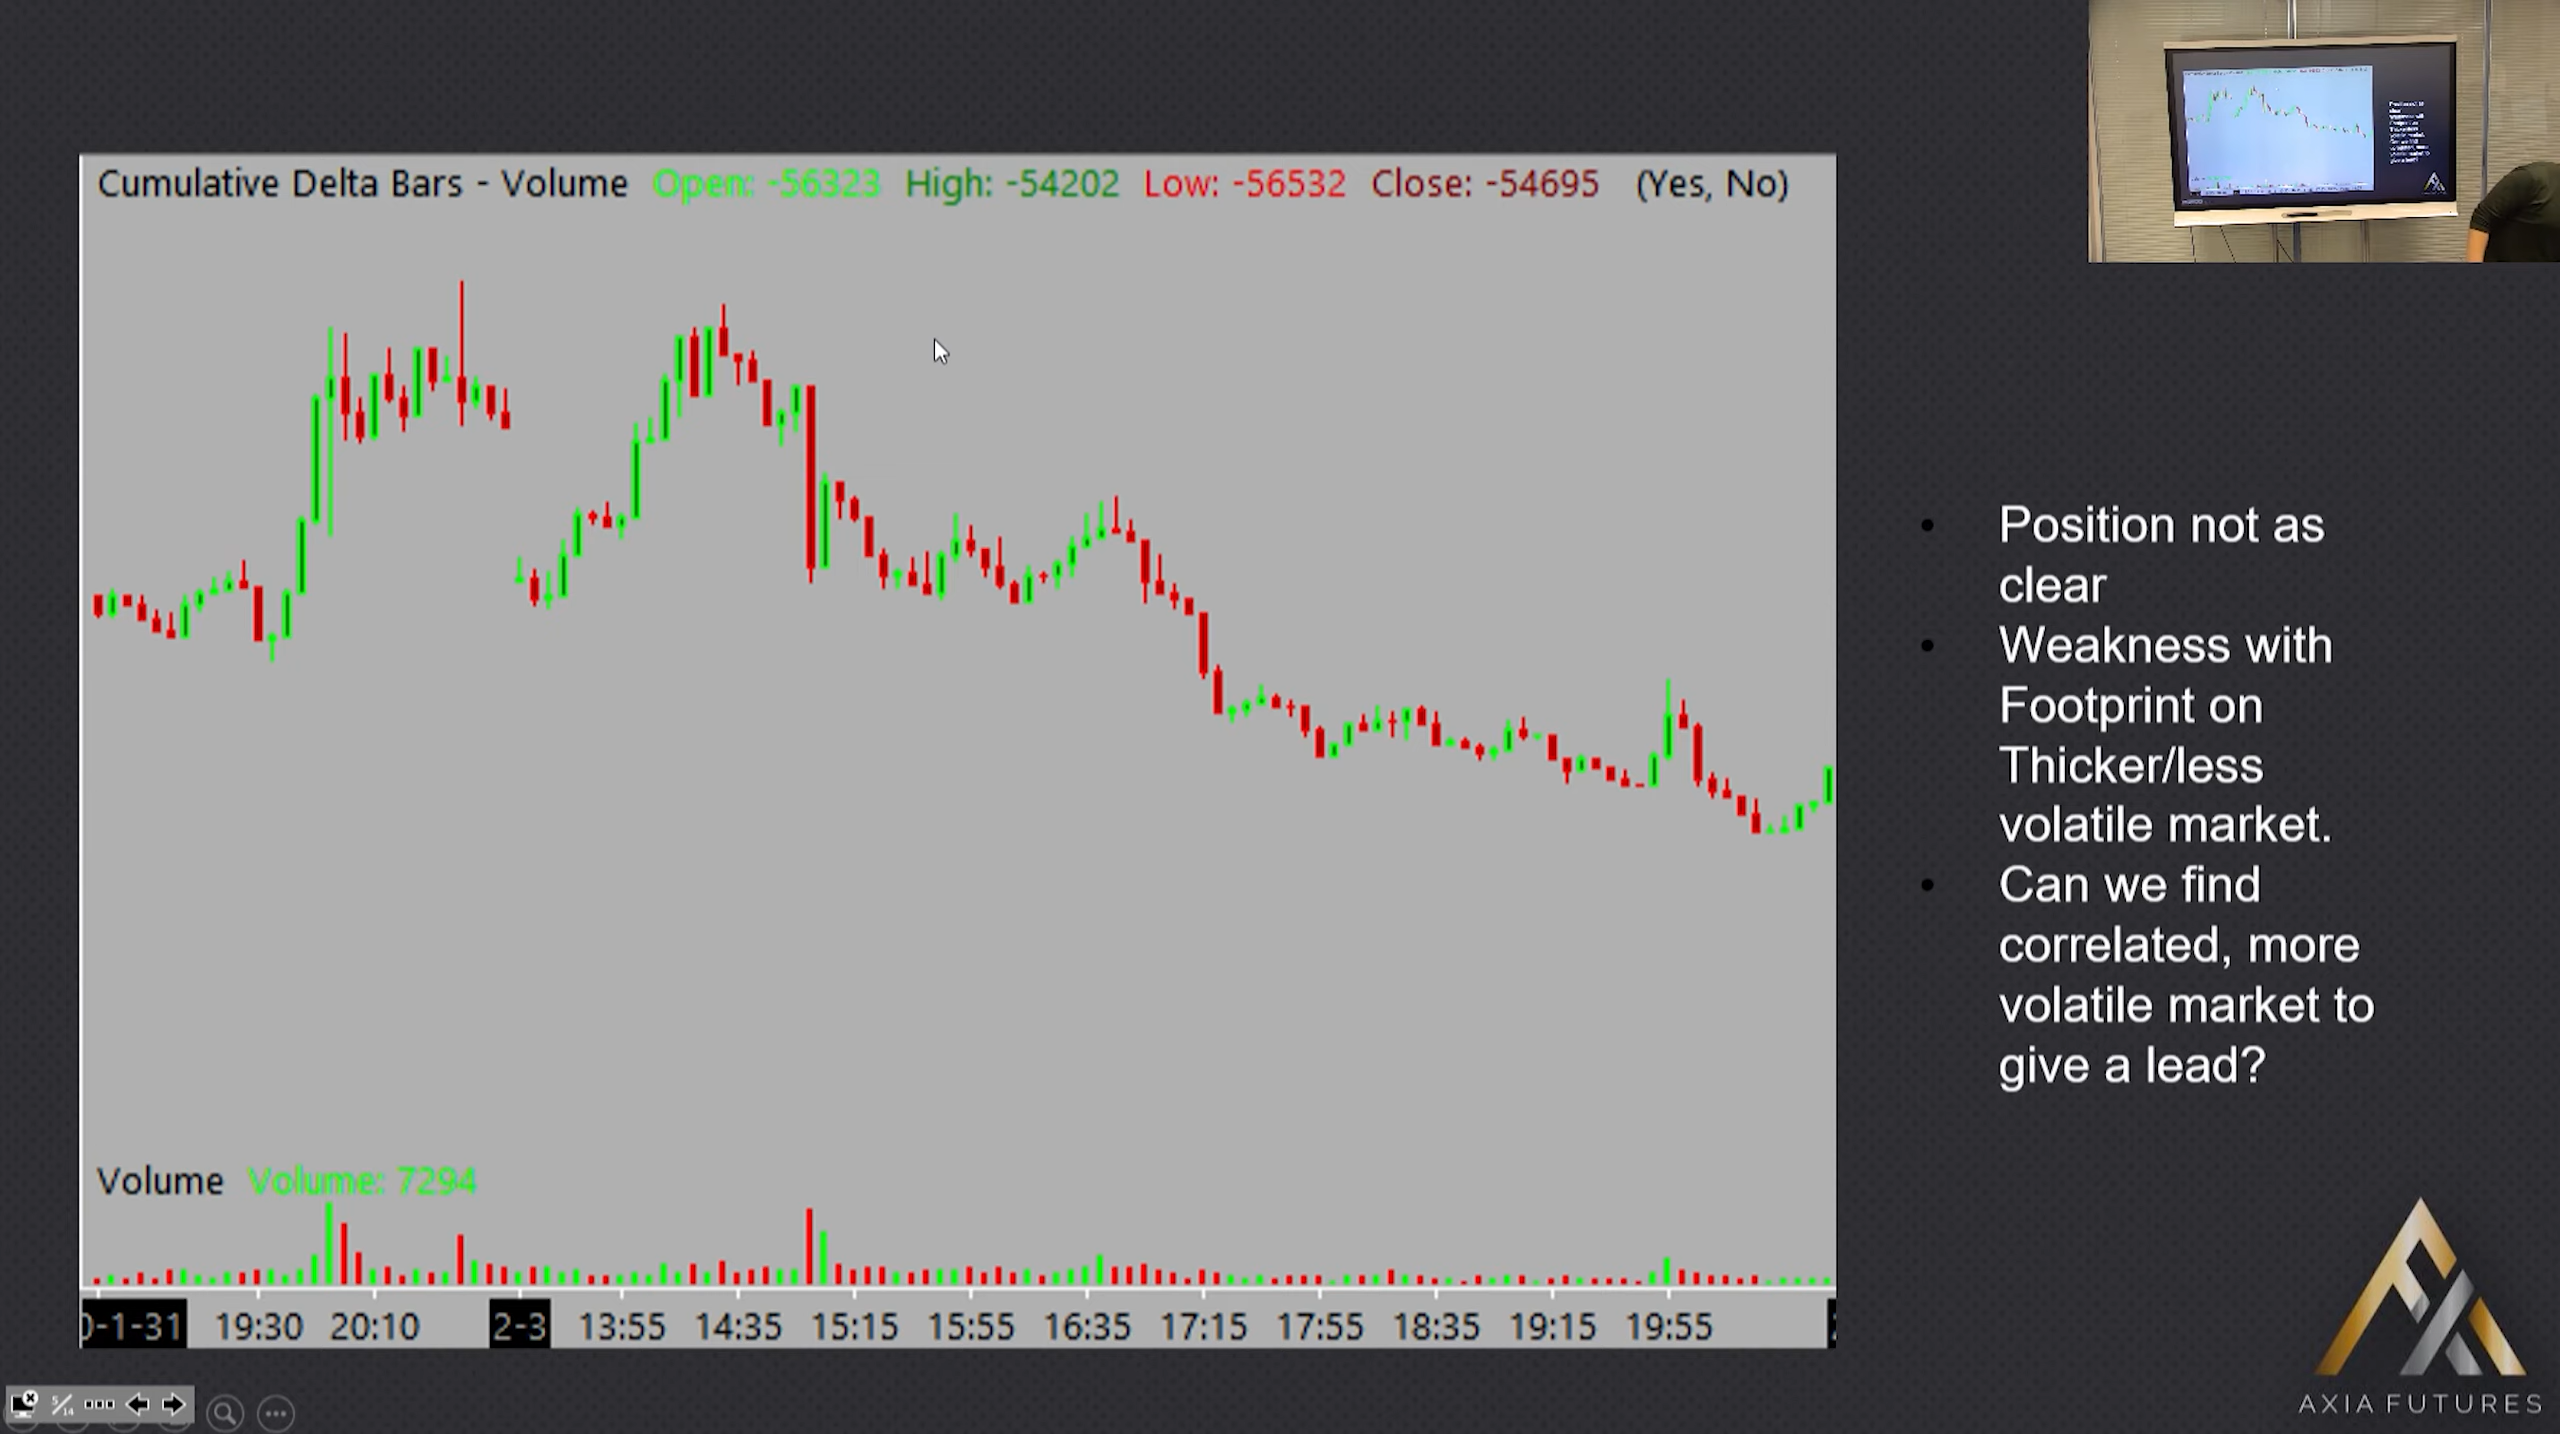 Cumulative Delta Bars - Volume Open: -56323 High: -54202 Low: -56532 Close: -54695 (Yes, No)
Position not as
clear
Weakness with
Footprint on
Thicker/less
volatile market.
Can we find
correlated, more
volatile market to
give a lead?
Volume Volume: 7294
0-1-31 19:30 20:10 2-3 13:55 14:35 15:15 15:55 16:35 17:15 17:55 18:35 19:15 19:55
5/14
AXIA FUTURES